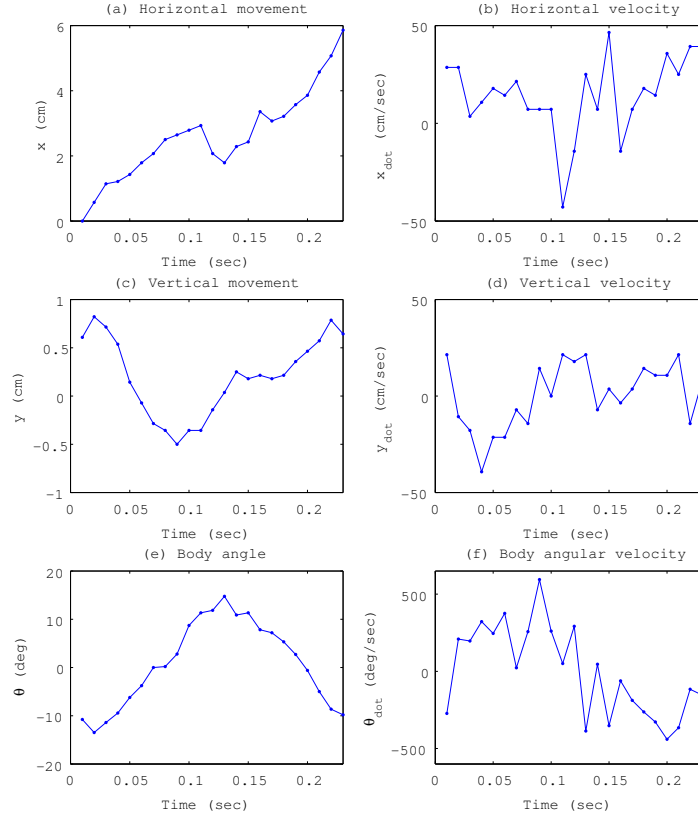 (a) Horizontal movement
6
4
2
0
x (cm)
0 0.05 0.1 0.15 0.2
Time (sec)
(b) Horizontal velocity
50
0
−50
x_dot (cm/sec)
0 0.05 0.1 0.15 0.2
Time (sec)
(c) Vertical movement
1
0.5
0
−0.5
−1
y (cm)
0 0.05 0.1 0.15 0.2
Time (sec)
(d) Vertical velocity
50
0
−50
y_dot (cm/sec)
0 0.05 0.1 0.15 0.2
Time (sec)
(e) Body angle
20
10
0
−10
−20
θ (deg)
0 0.05 0.1 0.15 0.2
Time (sec)
(f) Body angular velocity
500
0
−500
θ_dot (deg/sec)
0 0.05 0.1 0.15 0.2
Time (sec)